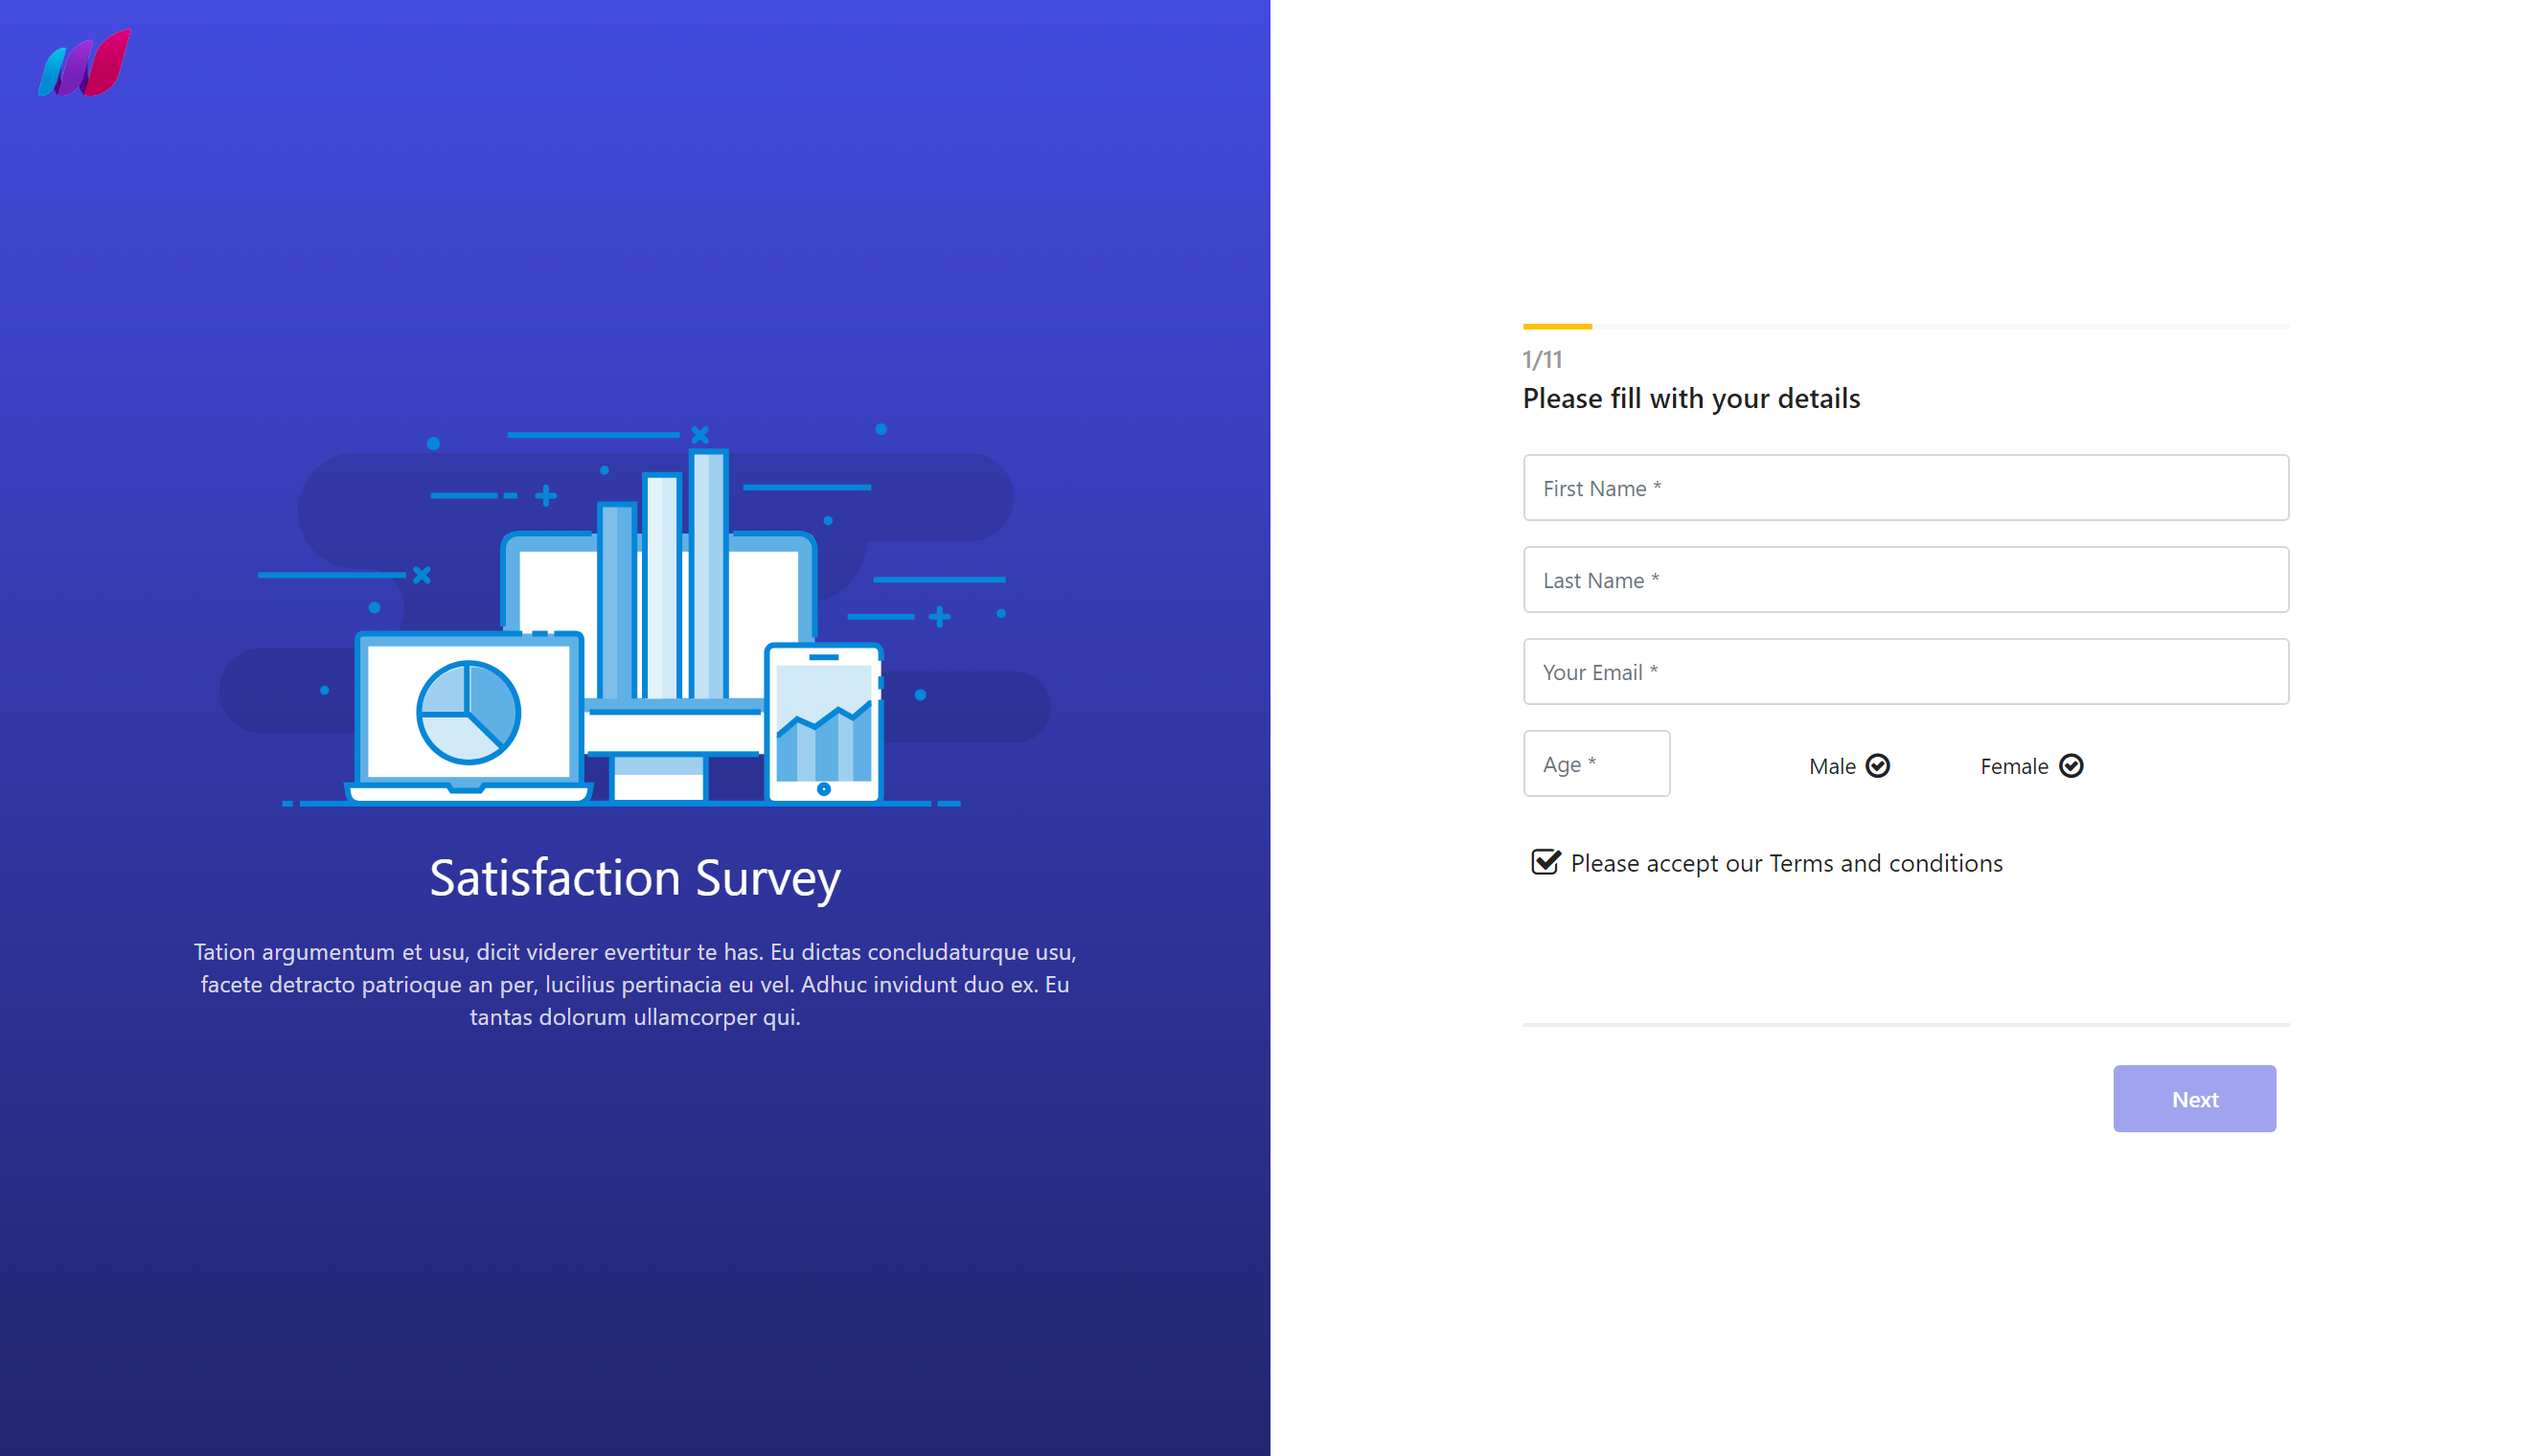 Satisfaction Survey
Tation argumentum et usu, dicit viderer evertitur te has. Eu dictas concludaturque usu,
facete detracto patrioque an per, lucilius pertinacia eu vel. Adhuc invidunt duo ex. Eu
tantas dolorum ullamcorper qui.
1/11
Please fill with your details
First Name *
Last Name *
Your Email *
Age *
Male
Female
Please accept our Terms and conditions
Next